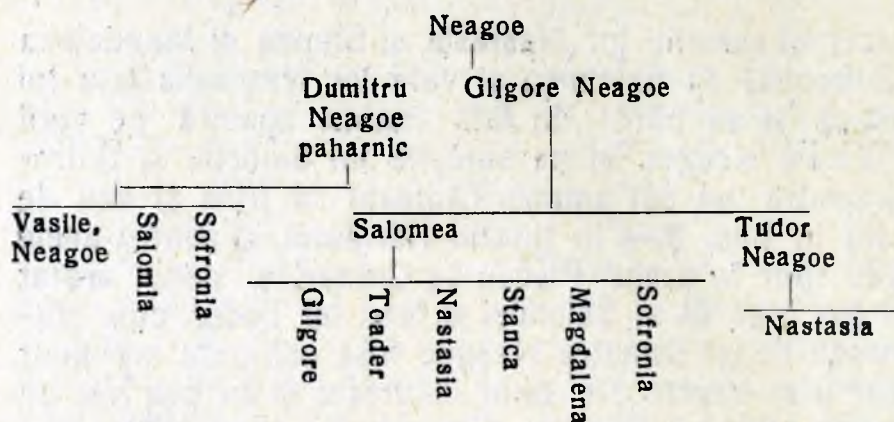 Neagoe
Dumitru
Neagoe
paharnic
Gligore Neagoe
Vasile,
Neagoe
Salomia
Sofronia
Salomea
Tudor
Neagoe
Gligore
Toader
Nastasia
Stanca
Magdalena
Sofronia
Nastasia